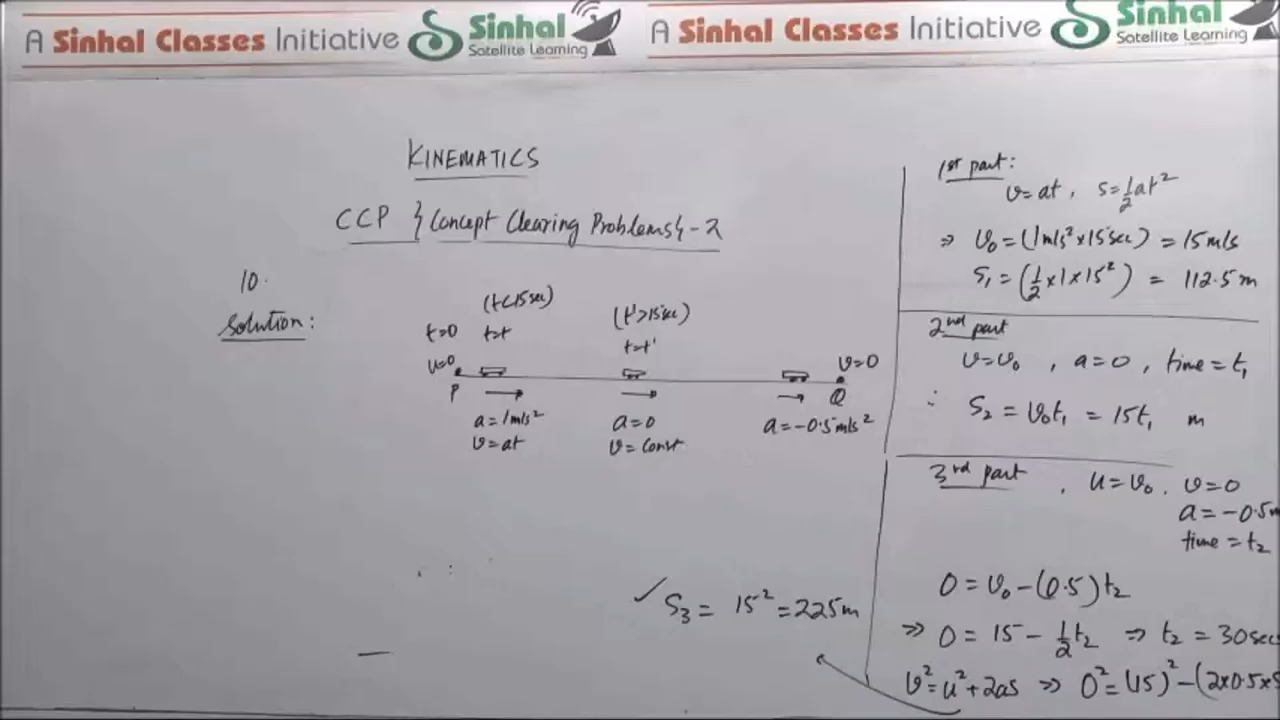 A Sinhal Classes Initiative Sinhal Satellite Learning A Sinhal Classes Initiative Sinhal Satellite Learning
KINEMATICS
CCP { Concept Clearing Problems } - 2
10.
Solution:
(t<15sec)
(t'>15sec)
t=0 t=t
t=t'
u=0 v=0
P Q
a=1m/s² a=0 a=-0.5m/s²
v=at v=const
S₃ = 15² = 225m
1st part:
v=at, S=½at²
⇒ v₀=(1m/s²×15sec) = 15m/s
S₁=(½×1×15²) = 112.5m
2nd part
v=v₀, a=0, time=t₁
∴ S₂ = v₀t₁ = 15t₁ m
3rd part, u=v₀, v=0
a=-0.5m
time=t₂
0=v₀-(0.5)t₂
⇒ 0=15-½t₂ ⇒ t₂=30sec
v²=u²+2as ⇒ 0²=(15)²-(2×0.5×S